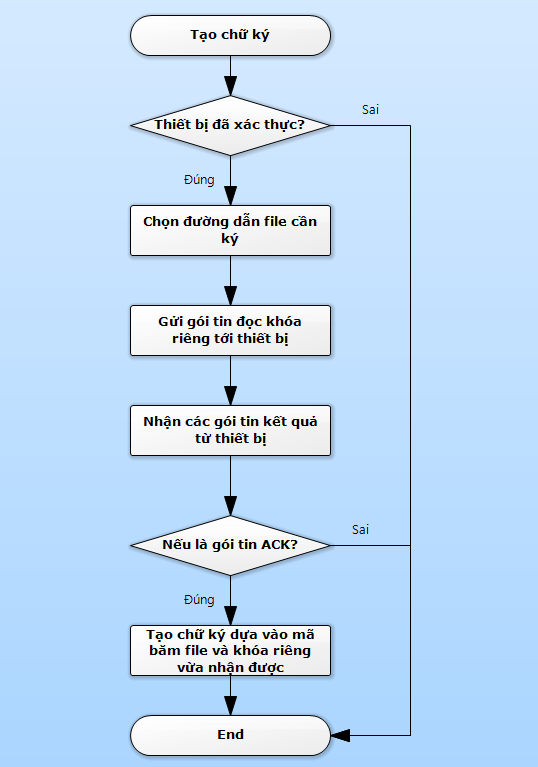 Tạo chữ ký
Sai
Thiết bị đã xác thực?
Đúng
Chọn đường dẫn file cần
ký
Gửi gói tin đọc khóa
riêng tới thiết bị
Nhận các gói tin kết quả
từ thiết bị
Sai
Nếu là gói tin ACK?
Đúng
Tạo chữ ký dựa vào mã
băm file và khóa riêng
vừa nhận được
End